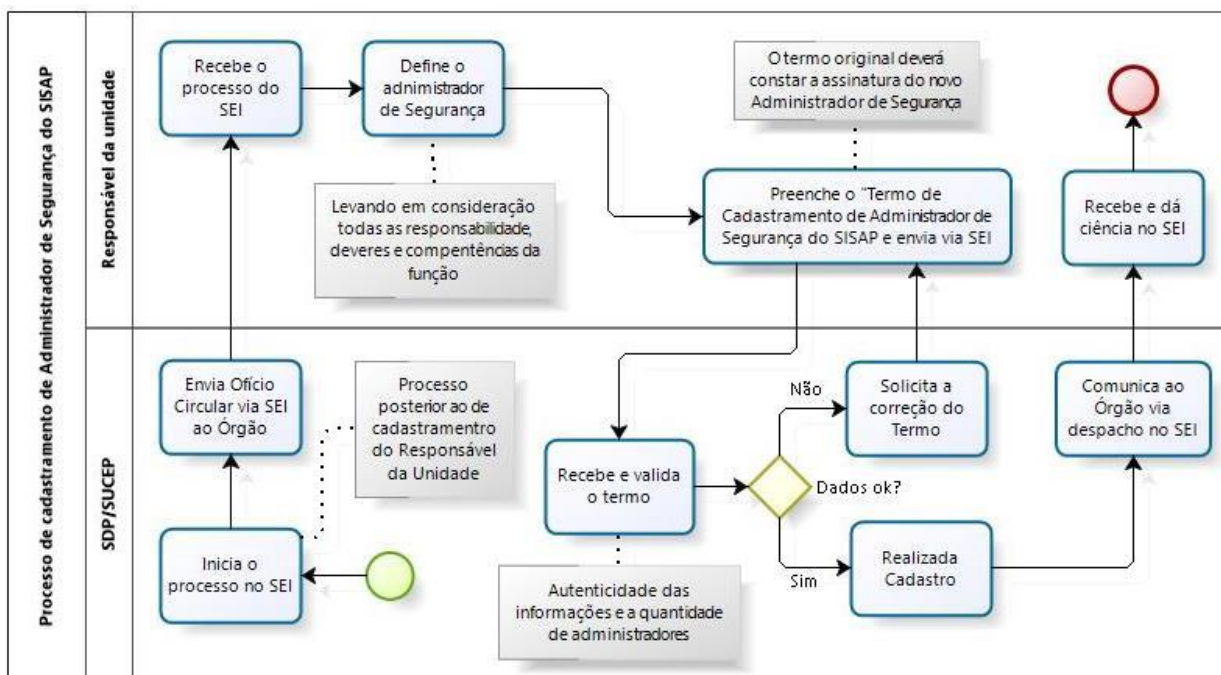 Processo de cadastramento de Administrador de Segurança do SISAP
Responsável da unidade
Recebe o
processo do
SEI
Define o
adnimistrador
de Segurança
Levando em consideração
todas as responsabilidade,
deveres e compentências da
função
O termo original deverá
constar a assinatura do novo
Administrador de Segurança
Preenche o "Termo de
Cadastramento de Administrador de
Segurança do SISAP e envia via SEI
Recebe e dá
ciência no SEI
SDP/SUCEP
Envia Ofício
Circular via SEI
ao Órgão
Processo
posterior ao de
cadastramentro
do Responsável
da Unidade
Inicia o
processo no SEI
Recebe e valida
o termo
Autenticidade das
informações e a quantidade
de administradores
Dados ok?
Não
Solicita a
correção do
Termo
Sim
Realizada
Cadastro
Comunica ao
Órgão via
despacho no SEI